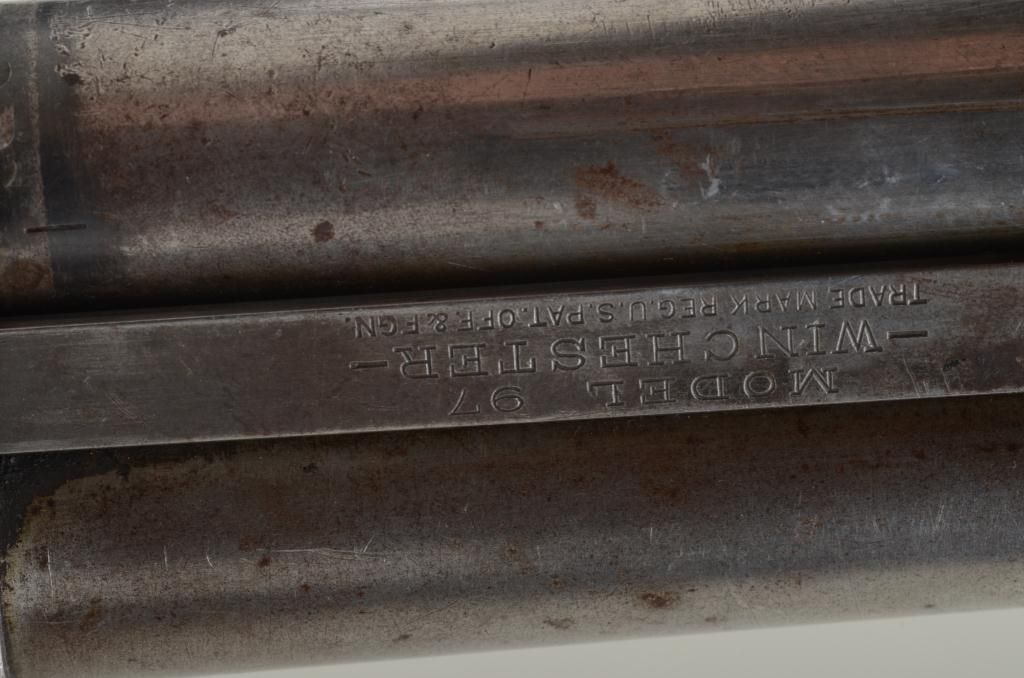 MODEL 97
-WINCHESTER-
TRADE MARK REG.U.S.PAT.OFF.& FGN.